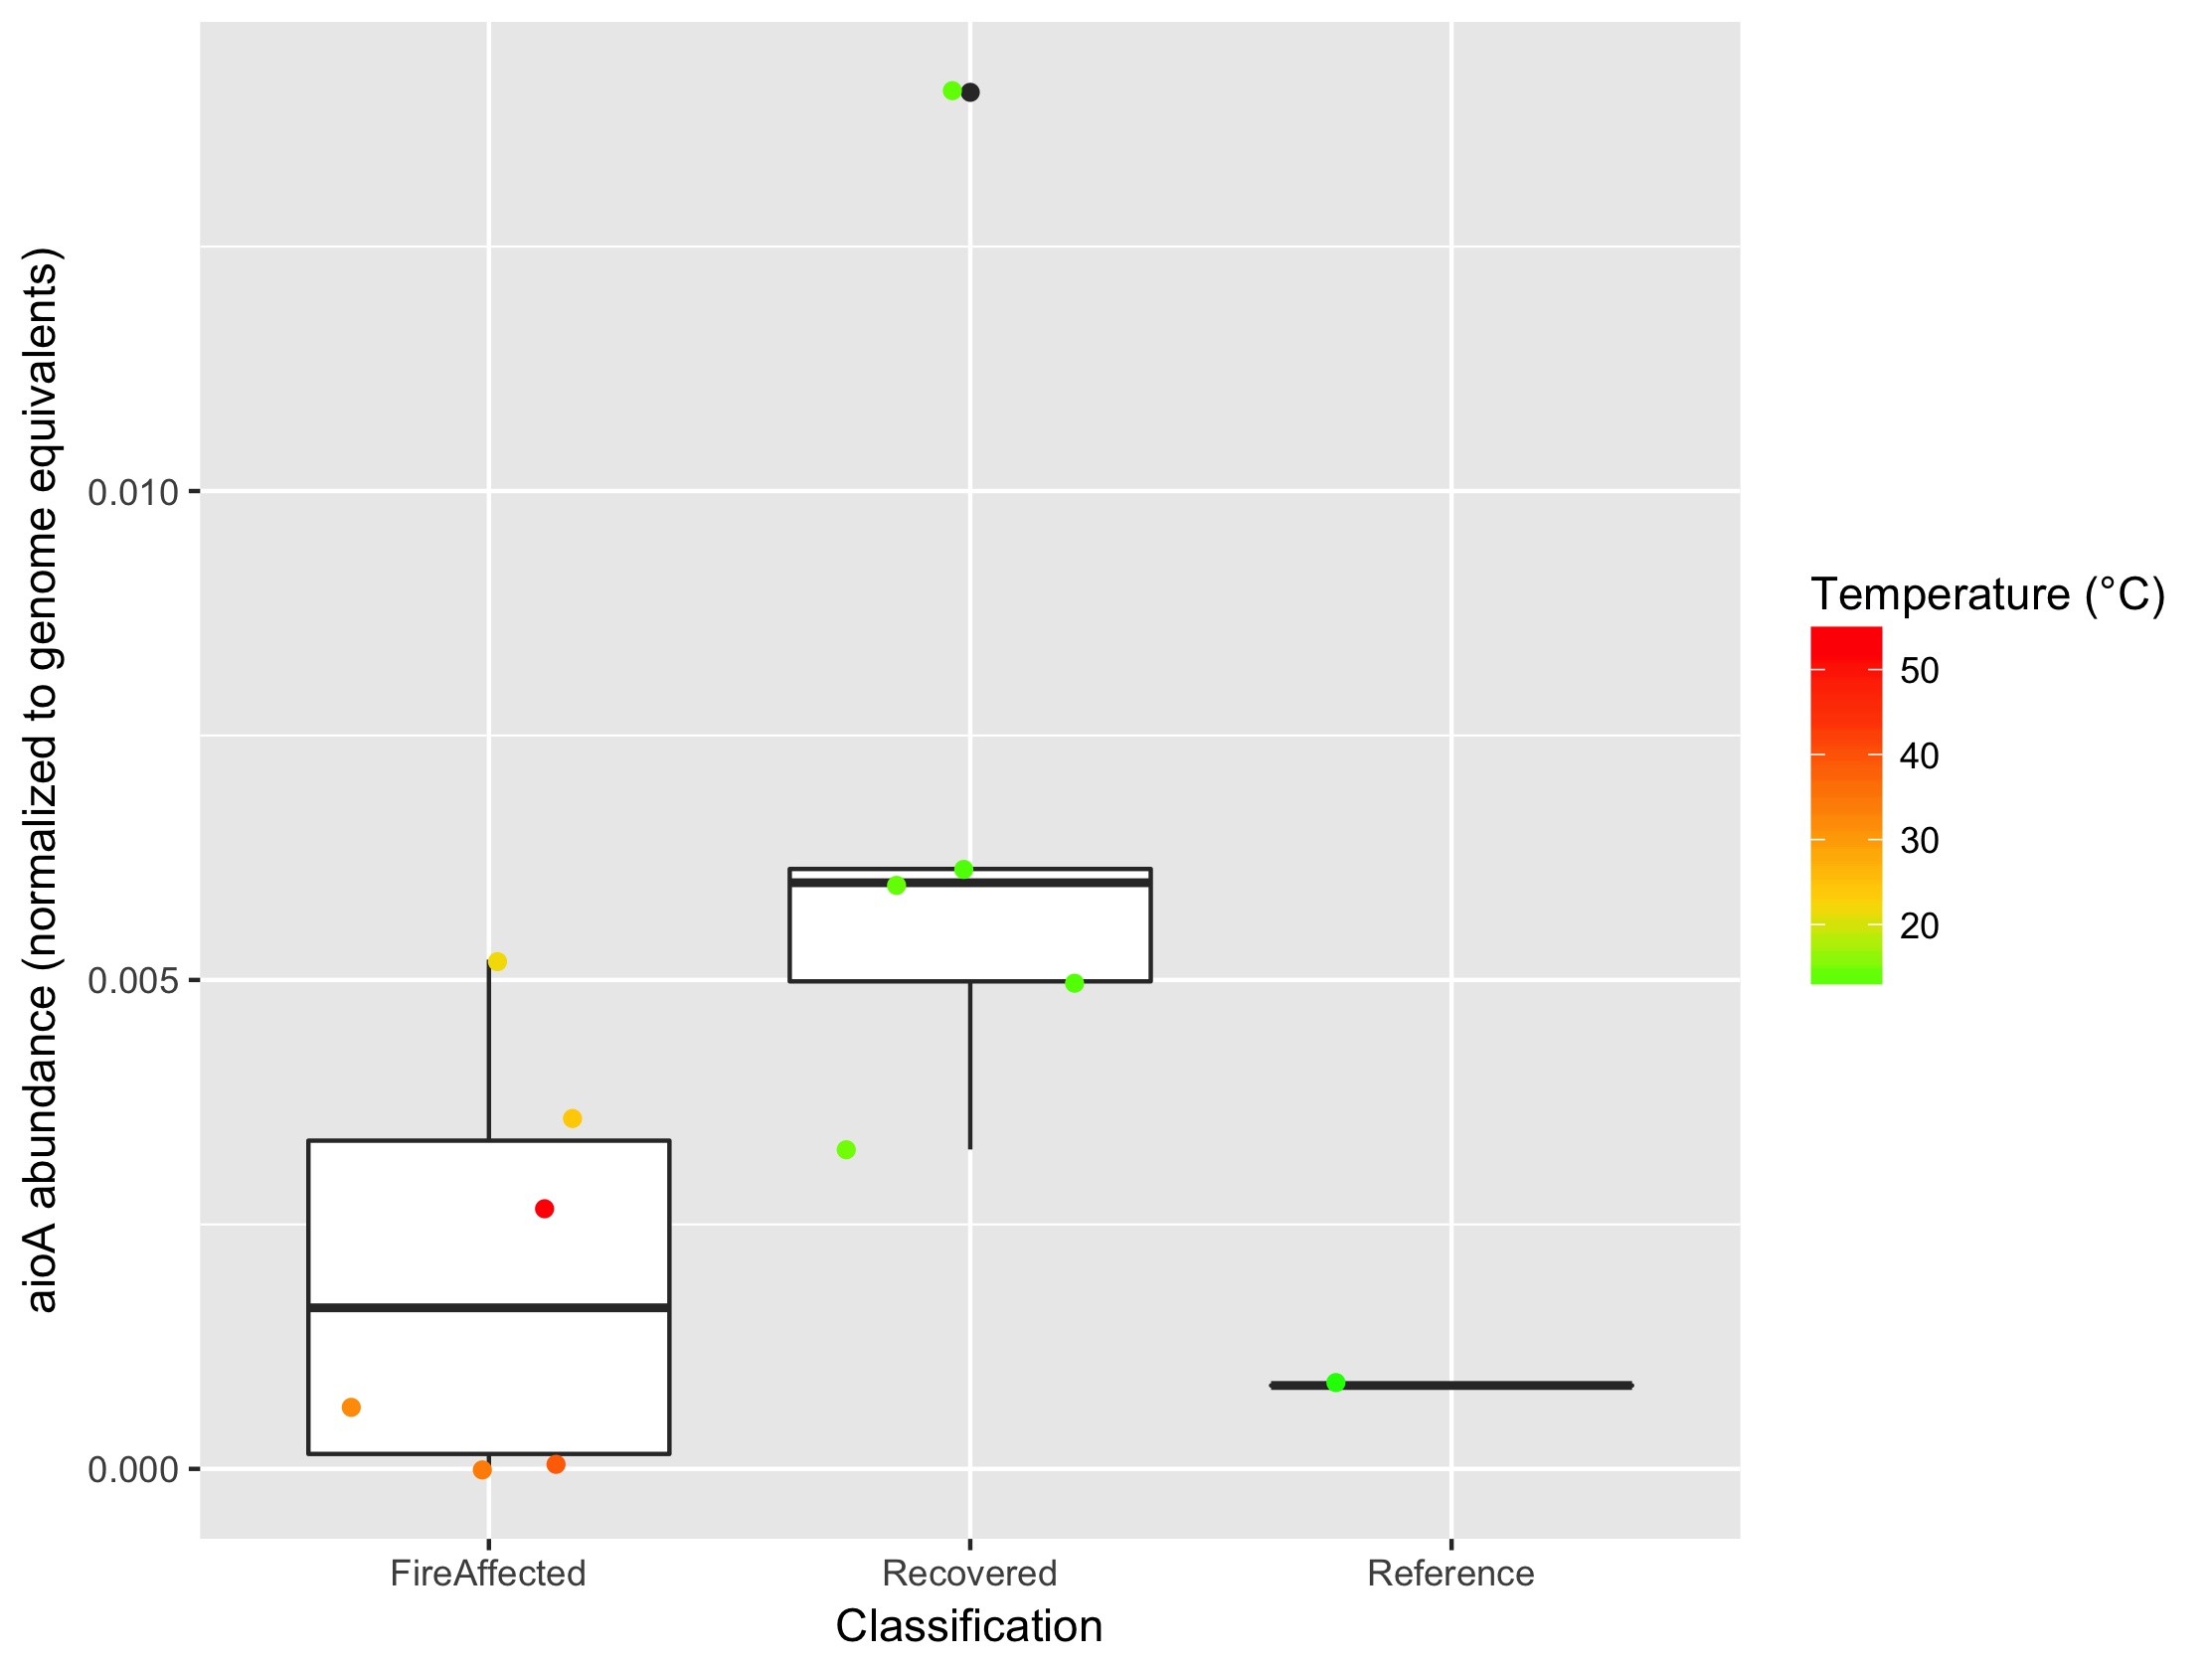 aioA abundance (normalized to genome equivalents)
0.010
0.005
0.000
FireAffected
Recovered
Reference
Classification
Temperature (°C)
50
40
30
20